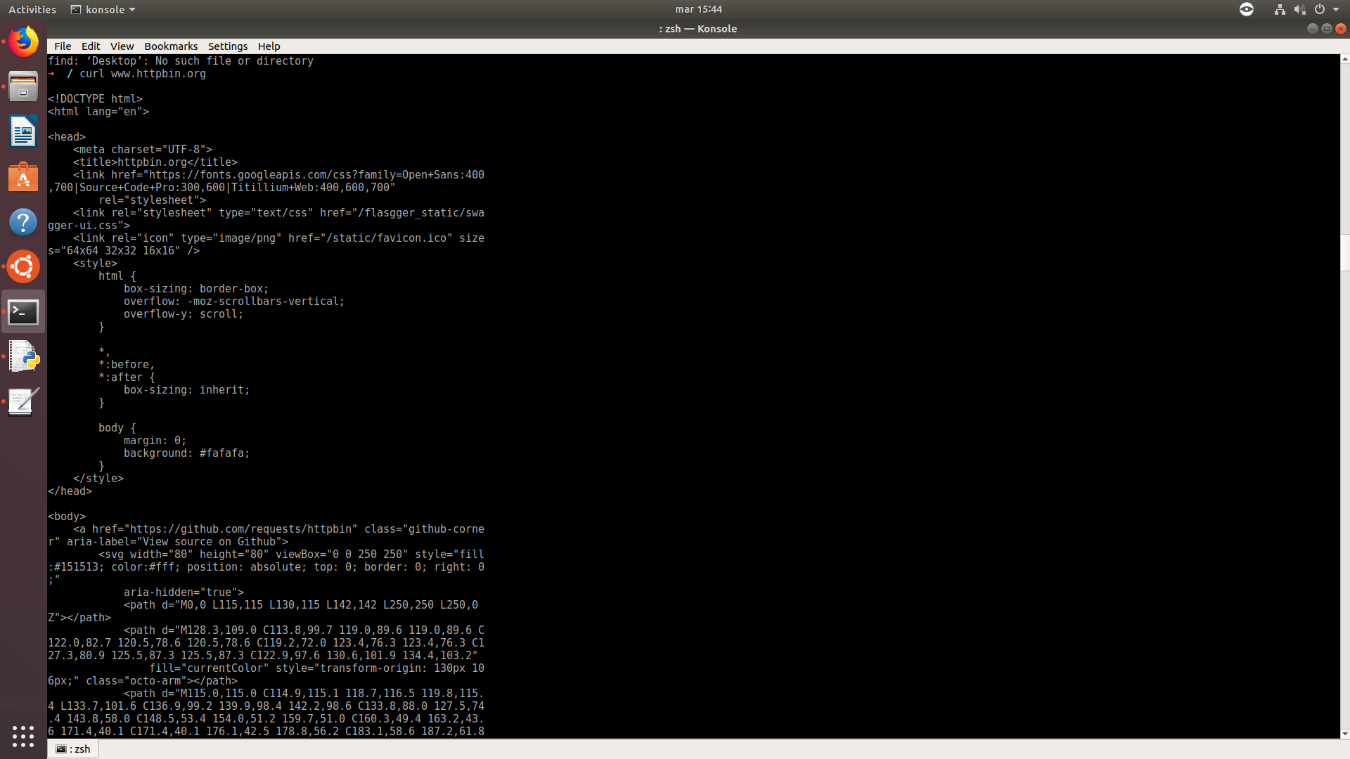 Activities konsole mar 15:44
: zsh — Konsole
File Edit View Bookmarks Settings Help
find: ‘Desktop’: No such file or directory
➜ / curl www.httpbin.org
<!DOCTYPE html>
<html lang="en">
<head>
    <meta charset="UTF-8">
    <title>httpbin.org</title>
    <link href="https://fonts.googleapis.com/css?family=Open+Sans:400
,700|Source+Code+Pro:300,600|Titillium+Web:400,600,700"
        rel="stylesheet">
    <link rel="stylesheet" type="text/css" href="/flasgger_static/swa
gger-ui.css">
    <link rel="icon" type="image/png" href="/static/favicon.ico" size
s="64x64 32x32 16x16" />
    <style>
        html {
            box-sizing: border-box;
            overflow: -moz-scrollbars-vertical;
            overflow-y: scroll;
        }
        *,
        *:before,
        *:after {
            box-sizing: inherit;
        }
        body {
            margin: 0;
            background: #fafafa;
        }
    </style>
</head>
<body>
    <a href="https://github.com/requests/httpbin" class="github-corne
r" aria-label="View source on Github">
        <svg width="80" height="80" viewBox="0 0 250 250" style="fill
:#151513; color:#fff; position: absolute; top: 0; border: 0; right: 0
;"
            aria-hidden="true">
            <path d="M0,0 L115,115 L130,115 L142,142 L250,250 L250,0 
Z"></path>
            <path d="M128.3,109.0 C113.8,99.7 119.0,89.6 119.0,89.6 C
122.0,82.7 120.5,78.6 120.5,78.6 C119.2,72.0 123.4,76.3 123.4,76.3 C1
27.3,80.9 125.5,87.3 125.5,87.3 C122.9,97.6 130.6,101.9 134.4,103.2"
                fill="currentColor" style="transform-origin: 130px 10
6px;" class="octo-arm"></path>
            <path d="M115.0,115.0 C114.9,115.1 118.7,116.5 119.8,115.
4 L133.7,101.6 C136.9,99.2 139.9,98.4 142.2,98.6 C133.8,88.0 127.5,74
.4 143.8,58.0 C148.5,53.4 154.0,51.2 159.7,51.0 C160.3,49.4 163.2,43.
6 171.4,40.1 C171.4,40.1 176.1,42.5 178.8,56.2 C183.1,58.6 187.2,61.8
: zsh